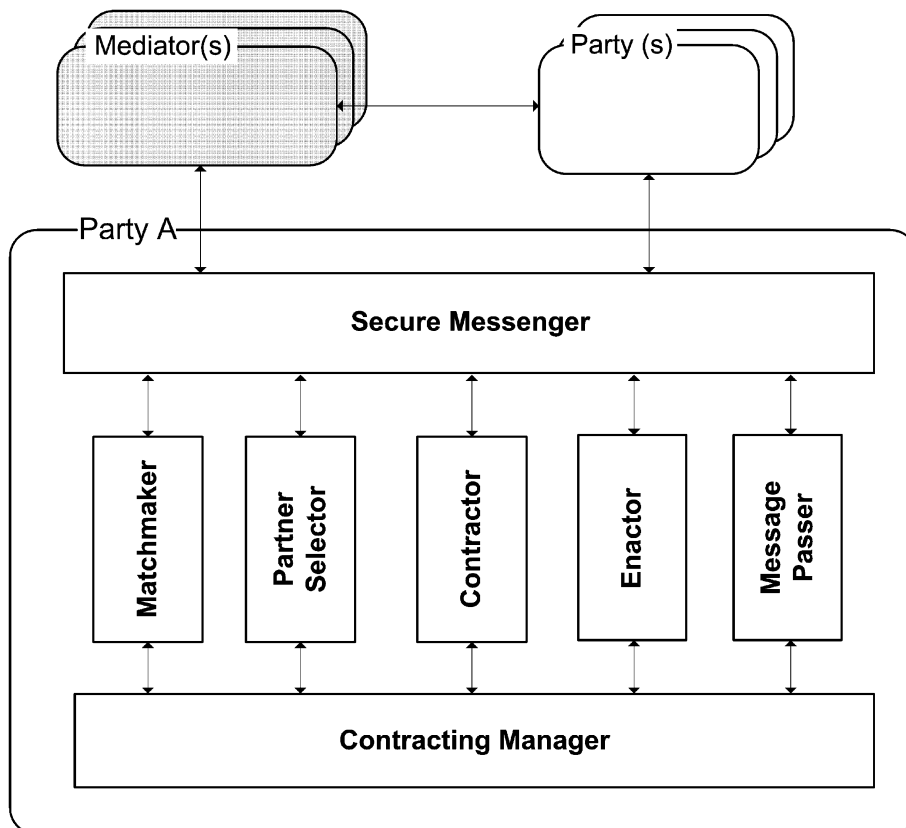 Mediator(s)
Party (s)
Party A
Secure Messenger
Matchmaker
Partner
Selector
Contractor
Enactor
Message
Passer
Contracting Manager